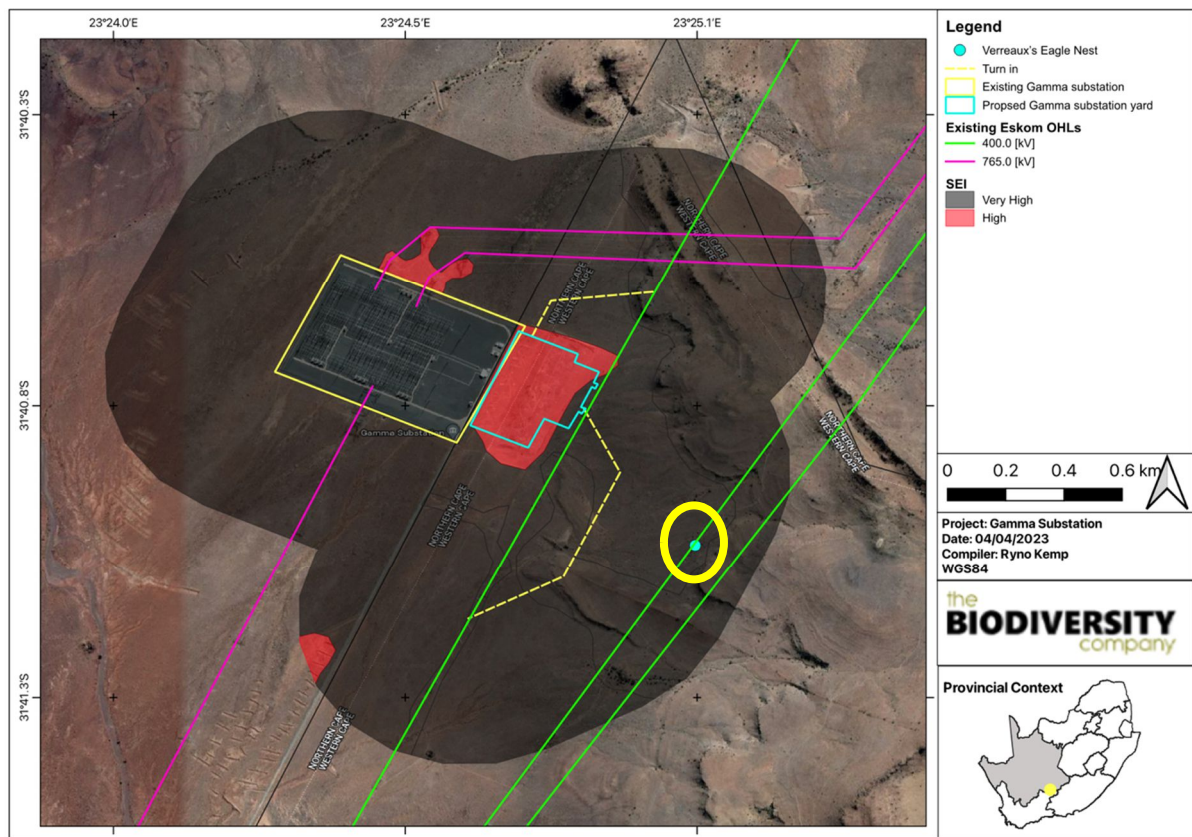 23°24.0'E
23°24.5'E
23°25.1'E
31°40.3'S
31°40.8'S
31°41.3'S
NORTHERN CAPE
WESTERN CAPE
NORTHERN CAPE
WESTERN CAPE
NORTHERN CAPE
WESTERN CAPE
Gamma Substation
NORTHERN CAPE
WESTERN CAPE
NORTHERN CAPE
WESTERN CAPE
Legend
Verreaux's Eagle Nest
Turn in
Existing Gamma substation
Propsed Gamma substation yard
Existing Eskom OHLs
400.0 [kV]
765.0 [kV]
SEI
Very High
High
0 0.2 0.4 0.6 km
Project: Gamma Substation
Date: 04/04/2023
Compiler: Ryno Kemp
WGS84
the
BIODIVERSITY
company
Provincial Context